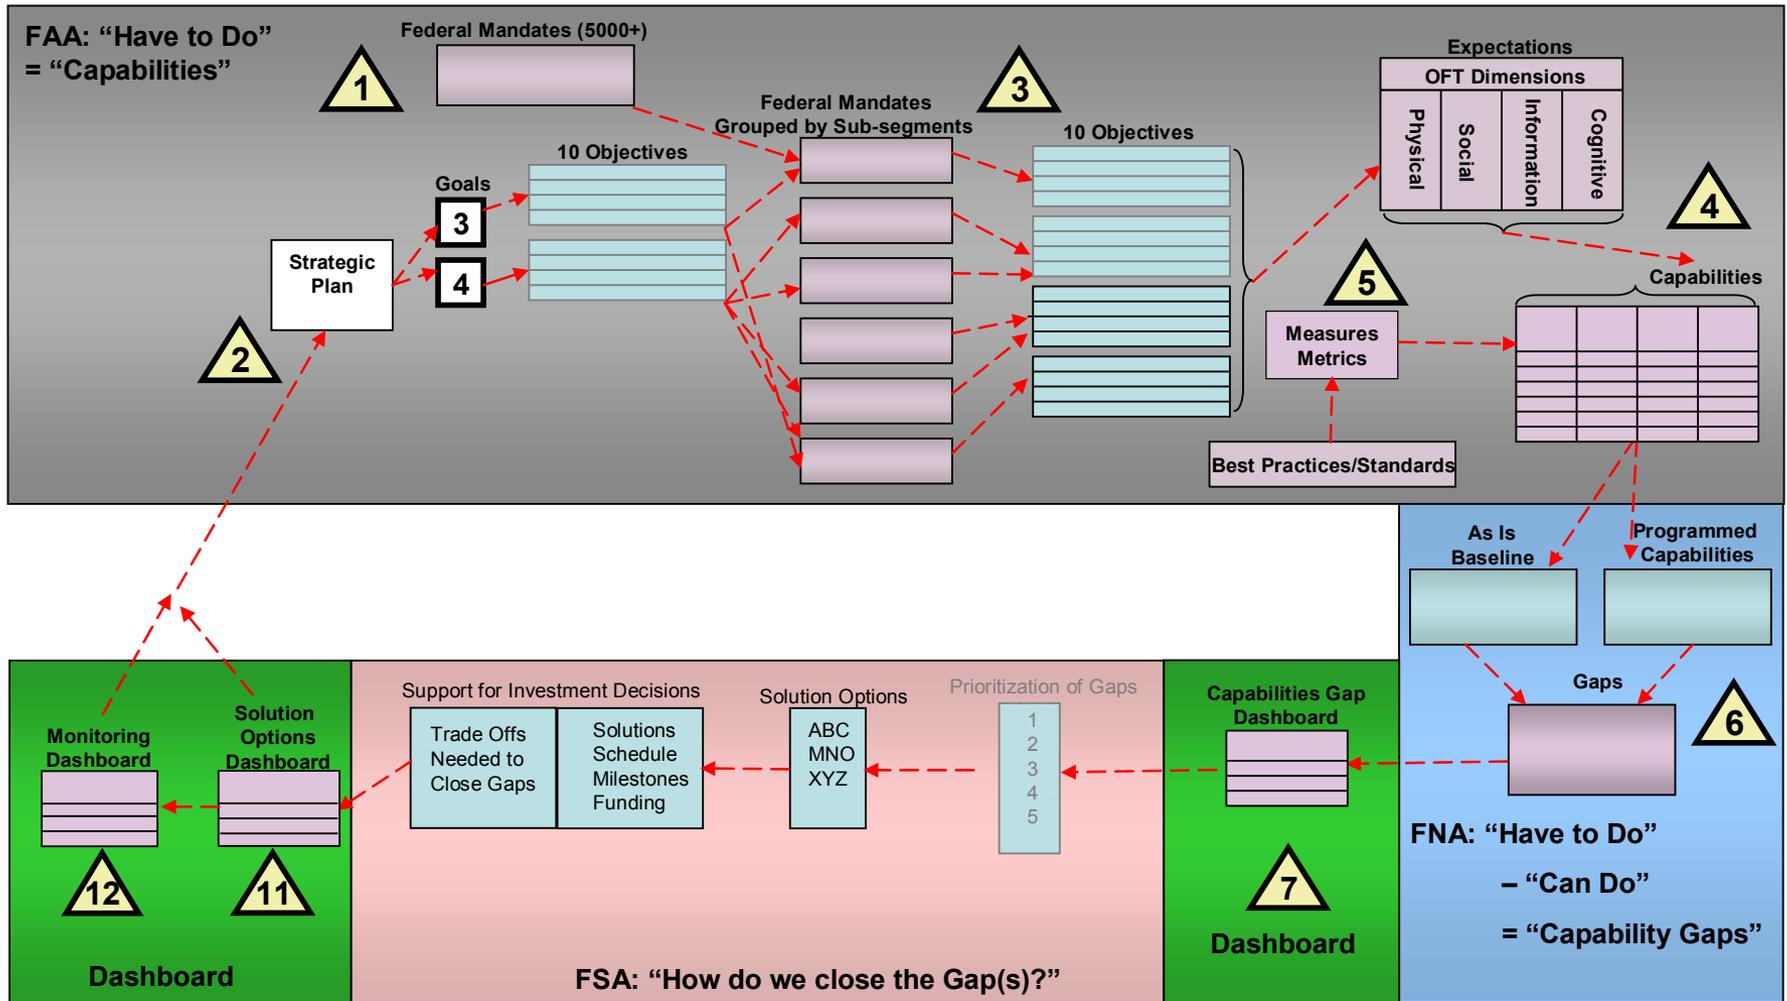 FAA: “Have to Do”
= “Capabilities”
1
Federal Mandates (5000+)
3
Expectations
OFT Dimensions
Physical
Social
Information
Cognitive
4
Federal Mandates
Grouped by Sub-segments
10 Objectives
10 Objectives
Goals
3
4
Strategic
Plan
2
5
Capabilities
Measures
Metrics
Best Practices/Standards
As Is
Baseline
Programmed
Capabilities
Gaps
6
FNA: “Have to Do”
– “Can Do”
= “Capability Gaps”
Capabilities Gap
Dashboard
7
Dashboard
Prioritization of Gaps
1
2
3
4
5
Solution Options
ABC
MNO
XYZ
Support for Investment Decisions
Trade Offs
Needed to
Close Gaps
Solutions
Schedule
Milestones
Funding
FSA: “How do we close the Gap(s)?”
Solution
Options
Dashboard
11
Monitoring
Dashboard
12
Dashboard